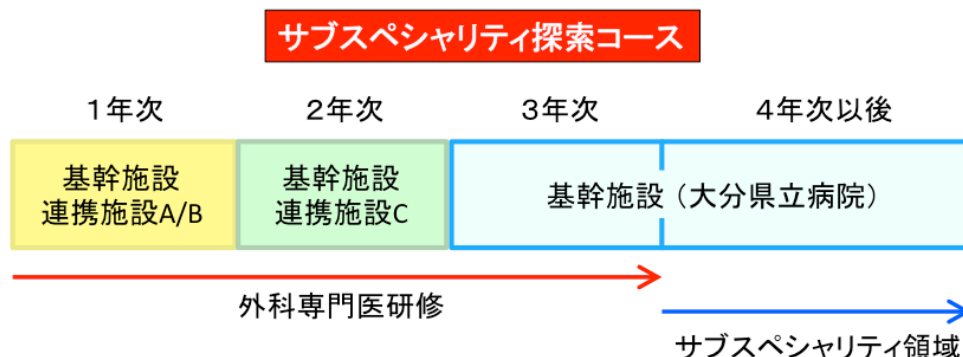 サブスペシャリティ探索コース
１年次
２年次
３年次
４年次以後
基幹施設
連携施設A/B
基幹施設
連携施設C
基幹施設（大分県立病院）
外科専門医研修
サブスペシャリティ領域